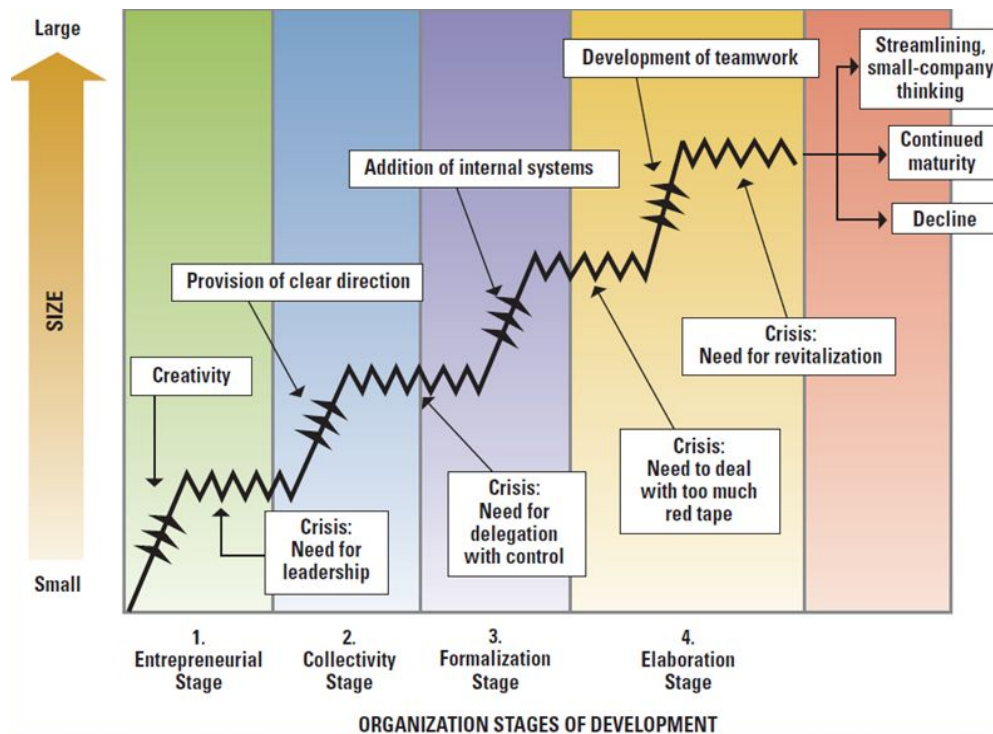 Large
SIZE
Small
Creativity
Crisis:
Need for
leadership
Provision of clear direction
Crisis:
Need for
delegation
with control
Addition of internal systems
Crisis:
Need to deal
with too much
red tape
Development of teamwork
Crisis:
Need for revitalization
Streamlining,
small-company
thinking
Continued
maturity
Decline
1.
Entrepreneurial
Stage
2.
Collectivity
Stage
3.
Formalization
Stage
4.
Elaboration
Stage
ORGANIZATION STAGES OF DEVELOPMENT